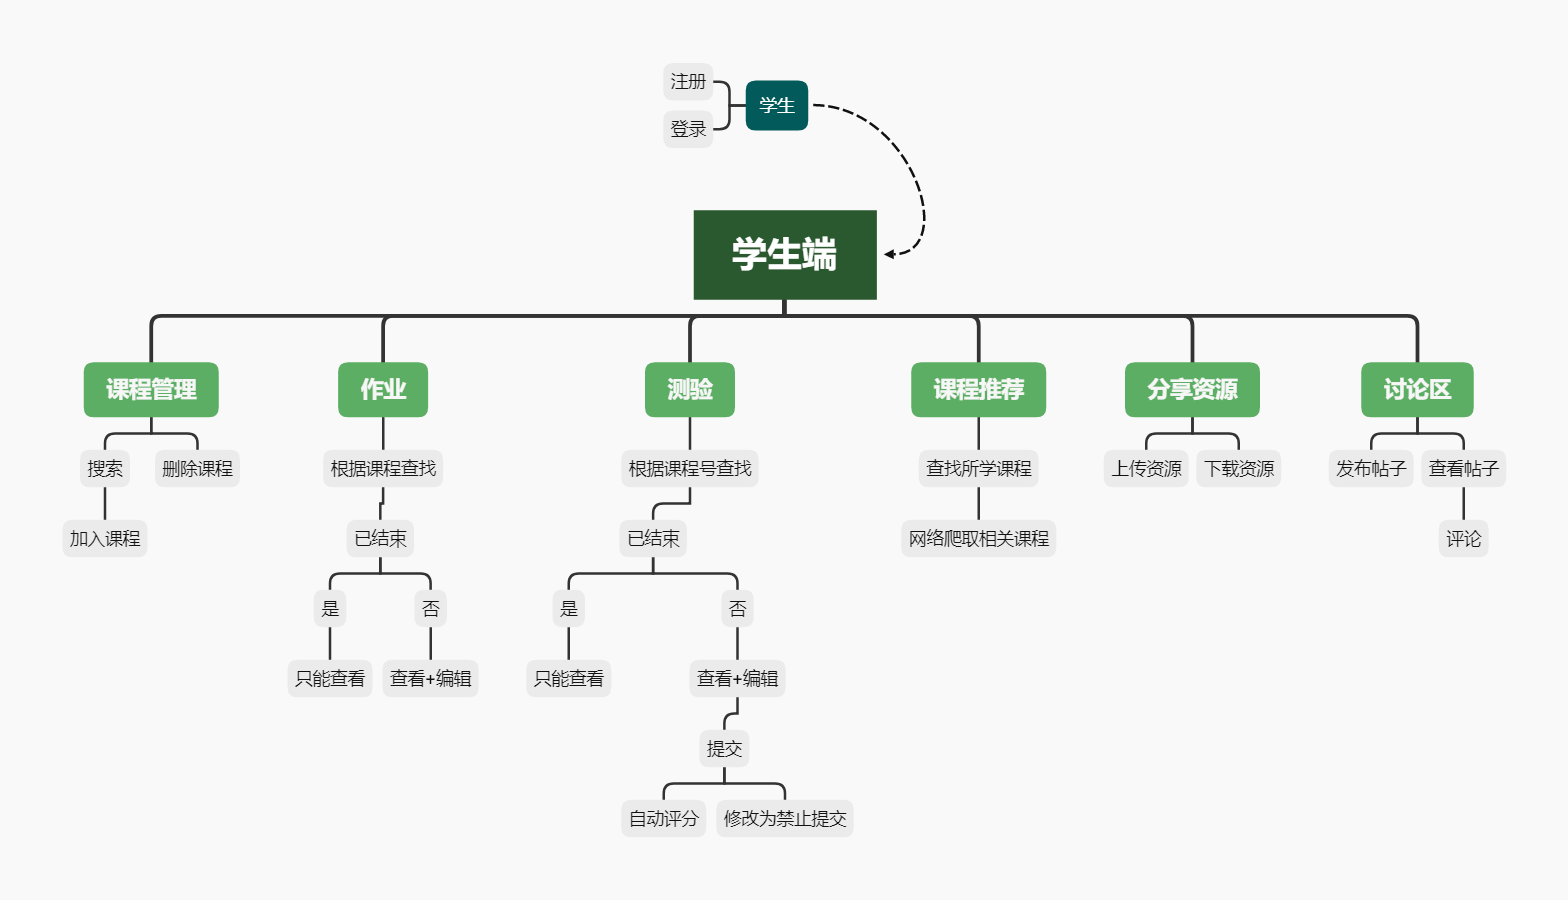 注册
学生
登录
学生端
课程管理
作业
测验
课程推荐
分享资源
讨论区
搜索
删除课程
根据课程查找
根据课程号查找
查找所学课程
上传资源
下载资源
发布帖子
查看帖子
加入课程
已结束
已结束
网络爬取相关课程
评论
是
否
是
否
只能查看
查看+编辑
只能查看
查看+编辑
提交
自动评分
修改为禁止提交